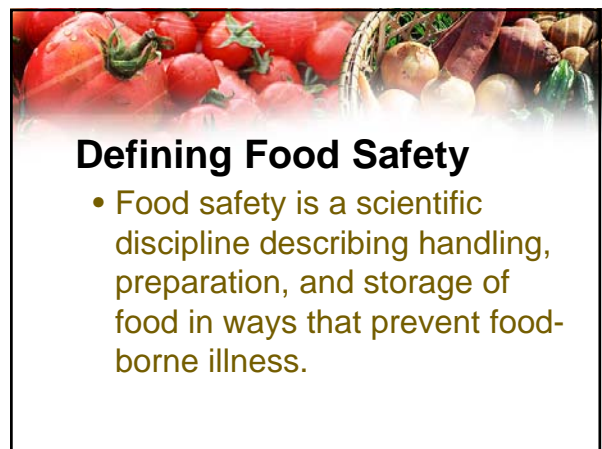 Defining Food Safety
• Food safety is a scientific
discipline describing handling,
preparation, and storage of
food in ways that prevent food-
borne illness.